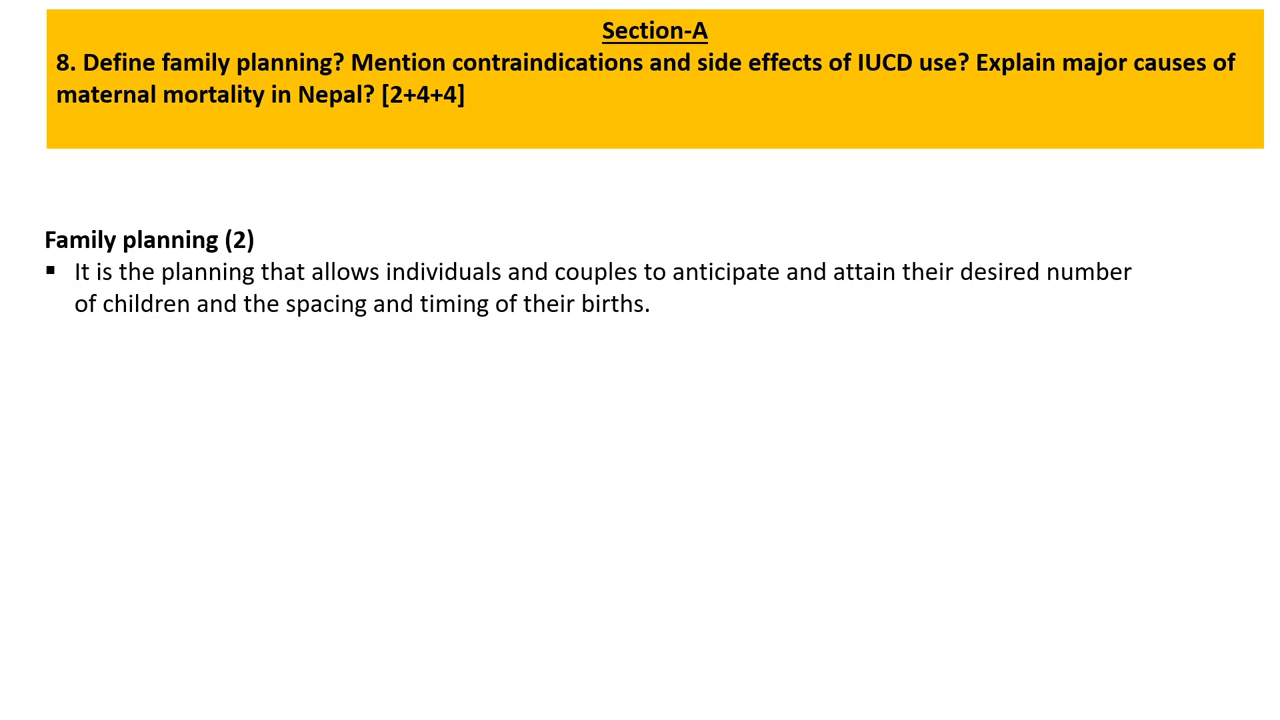 Section-A
8. Define family planning? Mention contraindications and side effects of IUCD use? Explain major causes of
maternal mortality in Nepal? [2+4+4]
Family planning (2)
▪ It is the planning that allows individuals and couples to anticipate and attain their desired number
of children and the spacing and timing of their births.